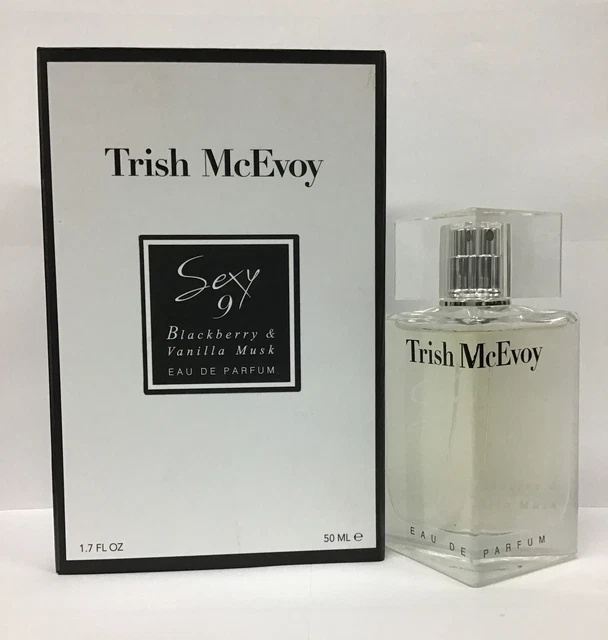 Trish McEvoy
Sexy
9
Blackberry &
Vanilla Musk
EAU DE PARFUM
1.7 FL OZ
50 ML ℮
Trish McEvoy
EAU DE PARFUM